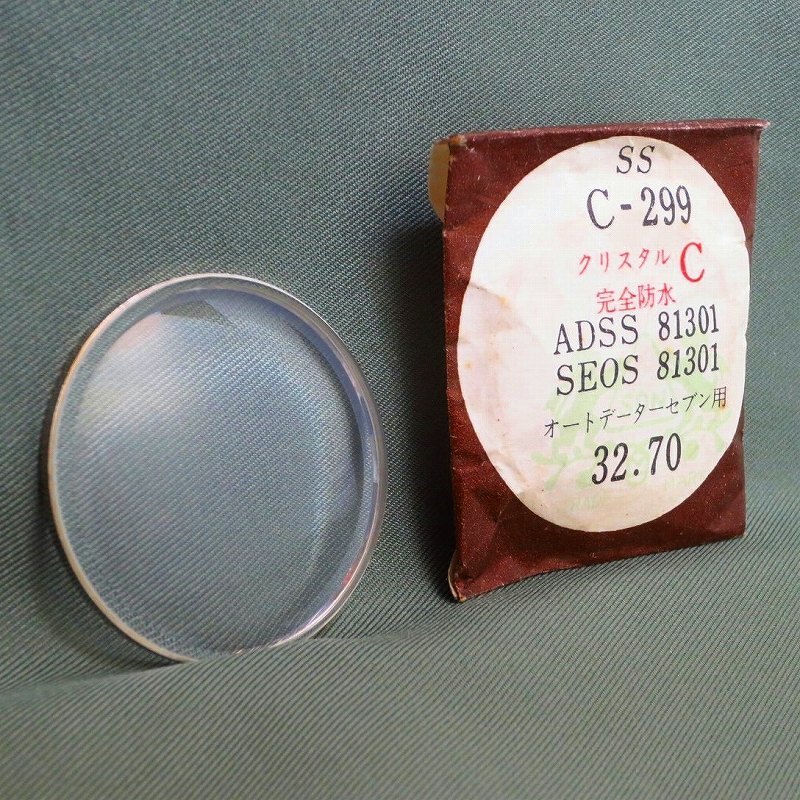 SS
C-299
クリスタル C
完全防水
ADSS 81301
SEOS 81301
オートデーターセブン用
32.70